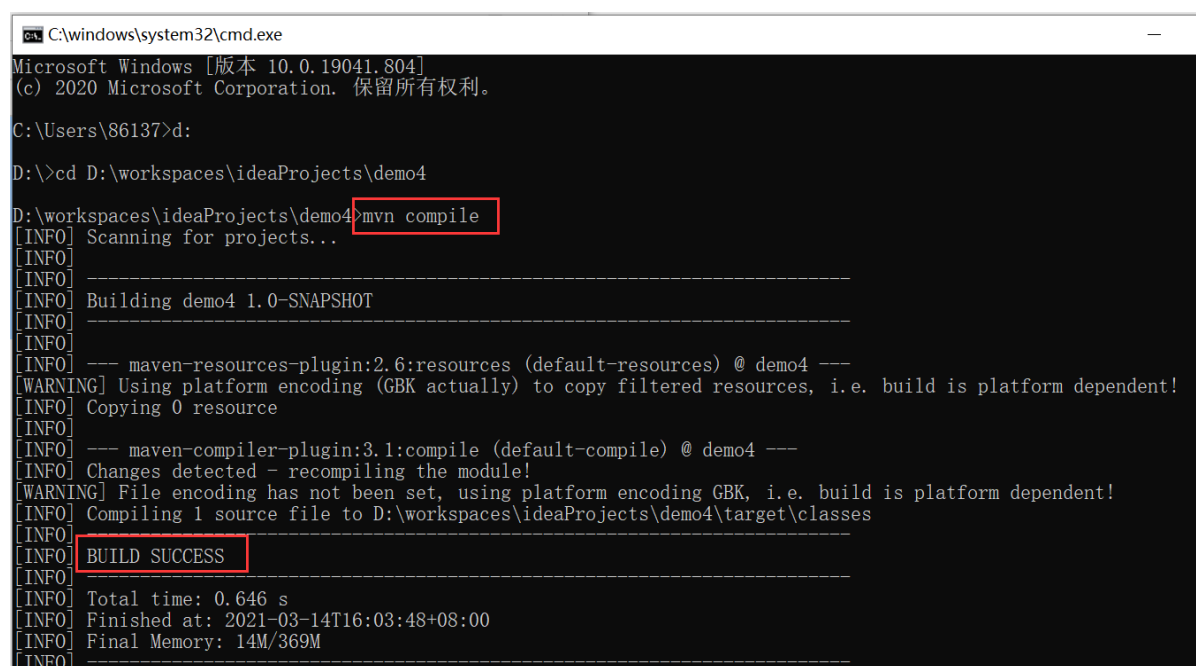 C:\windows\system32\cmd.exe
Microsoft Windows [版本 10.0.19041.804]
(c) 2020 Microsoft Corporation. 保留所有权利。
C:\Users\86137>d:
D:\>cd D:\workspaces\ideaProjects\demo4
D:\workspaces\ideaProjects\demo4>mvn compile
[INFO] Scanning for projects...
[INFO]
[INFO] ------------------------------------------------------------------------
[INFO] Building demo4 1.0-SNAPSHOT
[INFO] ------------------------------------------------------------------------
[INFO]
[INFO] --- maven-resources-plugin:2.6:resources (default-resources) @ demo4 ---
[WARNING] Using platform encoding (GBK actually) to copy filtered resources, i.e. build is platform dependent!
[INFO] Copying 0 resource
[INFO]
[INFO] --- maven-compiler-plugin:3.1:compile (default-compile) @ demo4 ---
[INFO] Changes detected - recompiling the module!
[WARNING] File encoding has not been set, using platform encoding GBK, i.e. build is platform dependent!
[INFO] Compiling 1 source file to D:\workspaces\ideaProjects\demo4\target\classes
[INFO] ------------------------------------------------------------------------
[INFO] BUILD SUCCESS
[INFO] ------------------------------------------------------------------------
[INFO] Total time: 0.646 s
[INFO] Finished at: 2021-03-14T16:03:48+08:00
[INFO] Final Memory: 14M/369M
[INFO] ------------------------------------------------------------------------